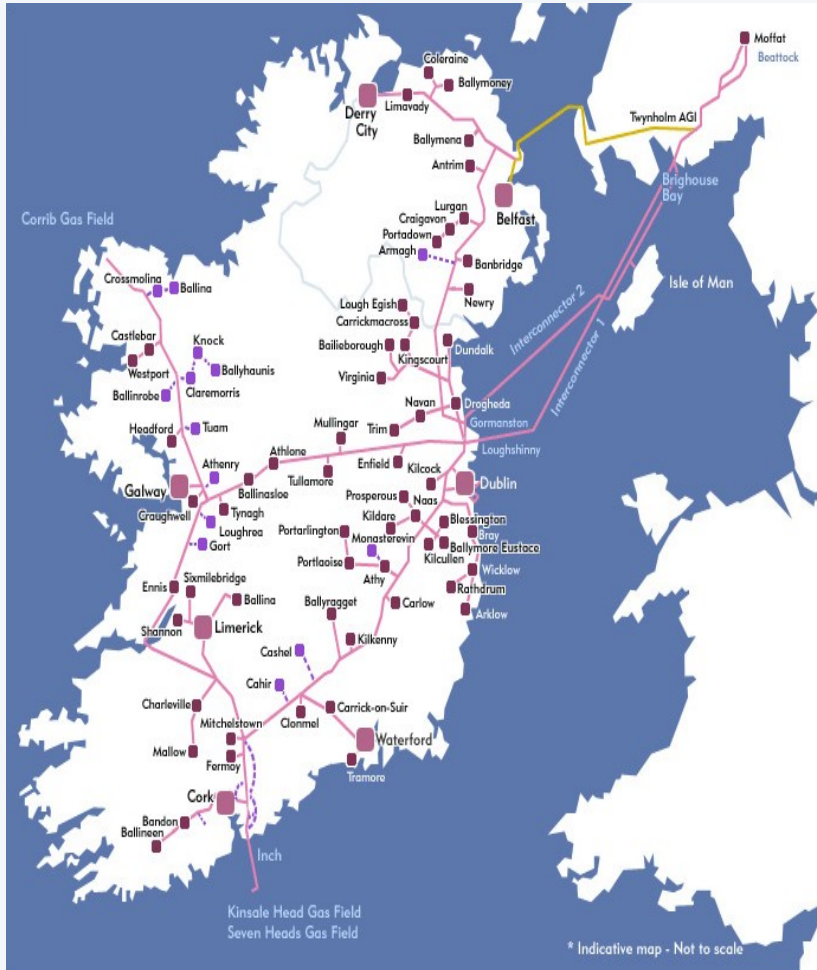 Moffat
Beattock
Coleraine
Ballymoney
Derry
City
Limavady
Twynholm AGI
Ballymena
Antrim
Belfast
Brighouse
Bay
Lurgan
Craigavon
Portadown
Armagh
Banbridge
Newry
Isle of Man
Corrib Gas Field
Crossmolina
Ballina
Lough Egish
Carrickmacross
Bailieborough
Kingscourt
Dundalk
Virginia
Interconnector 2
Interconnector 1
Castlebar
Westport
Knock
Ballyhaunis
Claremorris
Ballinrobe
Navan
Drogheda
Gormanston
Trim
Loughshinny
Headford
Tuam
Mullingar
Athlone
Tullamore
Enfield
Kilcock
Dublin
Athenry
Galway
Ballinasloe
Craughwell
Tynagh
Loughrea
Gort
Prosperous
Naas
Kildare
Blessington
Bray
Ballymore Eustace
Kilcullen
Portarlington
Monasterevin
Portlaoise
Athy
Wicklow
Rathdrum
Arklow
Ennis
Sixmilebridge
Ballina
Shannon
Limerick
Ballyragget
Carlow
Kilkenny
Cashel
Cahir
Charleville
Mitchelstown
Clonmel
Carrick-on-Suir
Waterford
Tramore
Mallow
Fermoy
Cork
Bandon
Ballineen
Inch
Kinsale Head Gas Field
Seven Heads Gas Field
* Indicative map - Not to scale